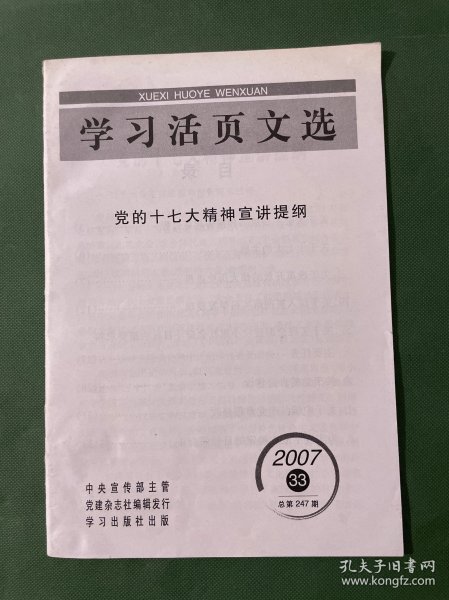 XUEXI HUOYE WENXUAN
学习活页文选
党的十七大精神宣讲提纲
2007
33
总第247期
中央宣传部主管
党建杂志社编辑发行
学习出版社出版
孔夫子旧书网
www.kongfz.com